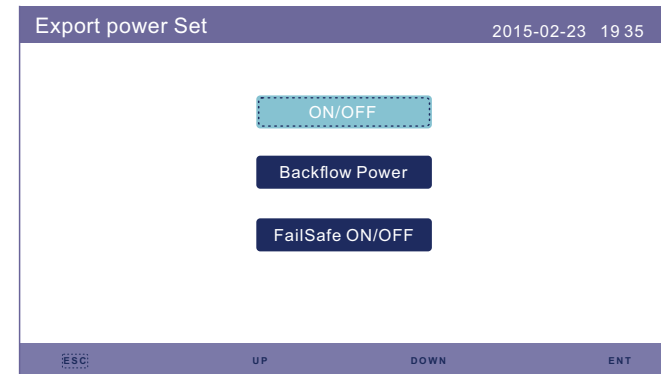 Export power Set 2015-02-23 19 35
ON/OFF
Backflow Power
FailSafe ON/OFF
ESC UP DOWN ENT